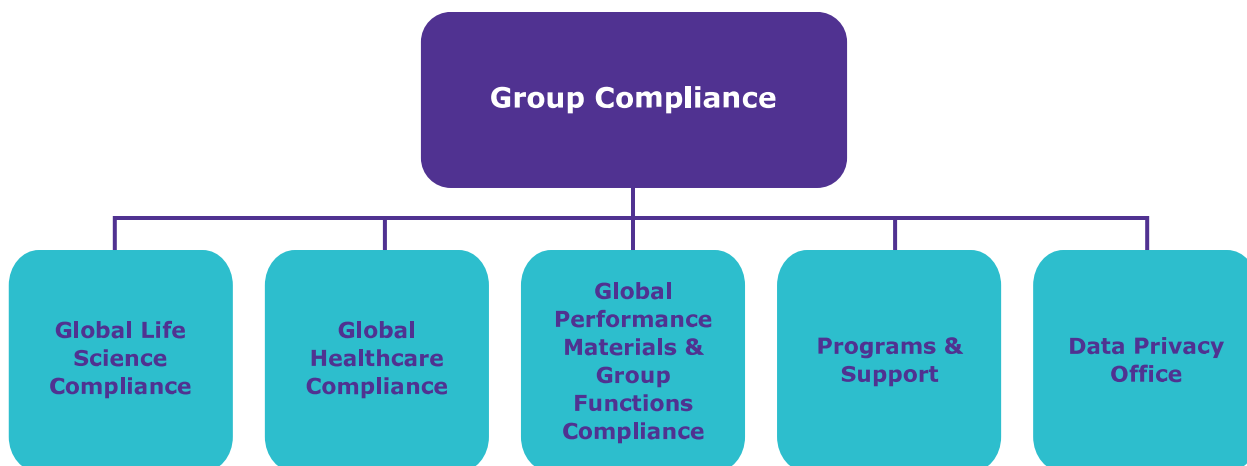 Group Compliance
Global Life
Science
Compliance
Global
Healthcare
Compliance
Global
Performance
Materials &
Group
Functions
Compliance
Programs &
Support
Data Privacy
Office